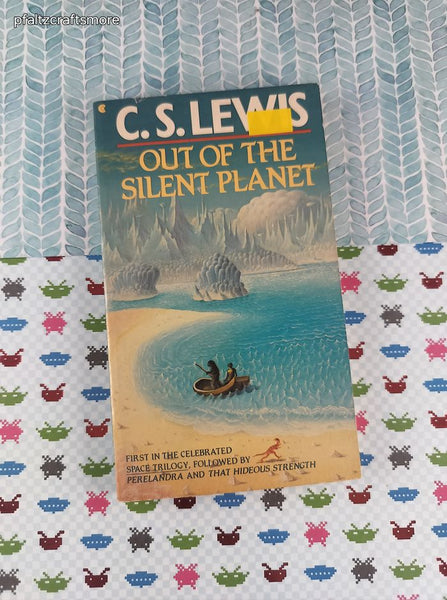 pfaltzcraftsmore
C. S. LEWIS
OUT OF THE
SILENT PLANET
FIRST IN THE CELEBRATED
SPACE TRILOGY, FOLLOWED BY
PERELANDRA AND THAT HIDEOUS STRENGTH